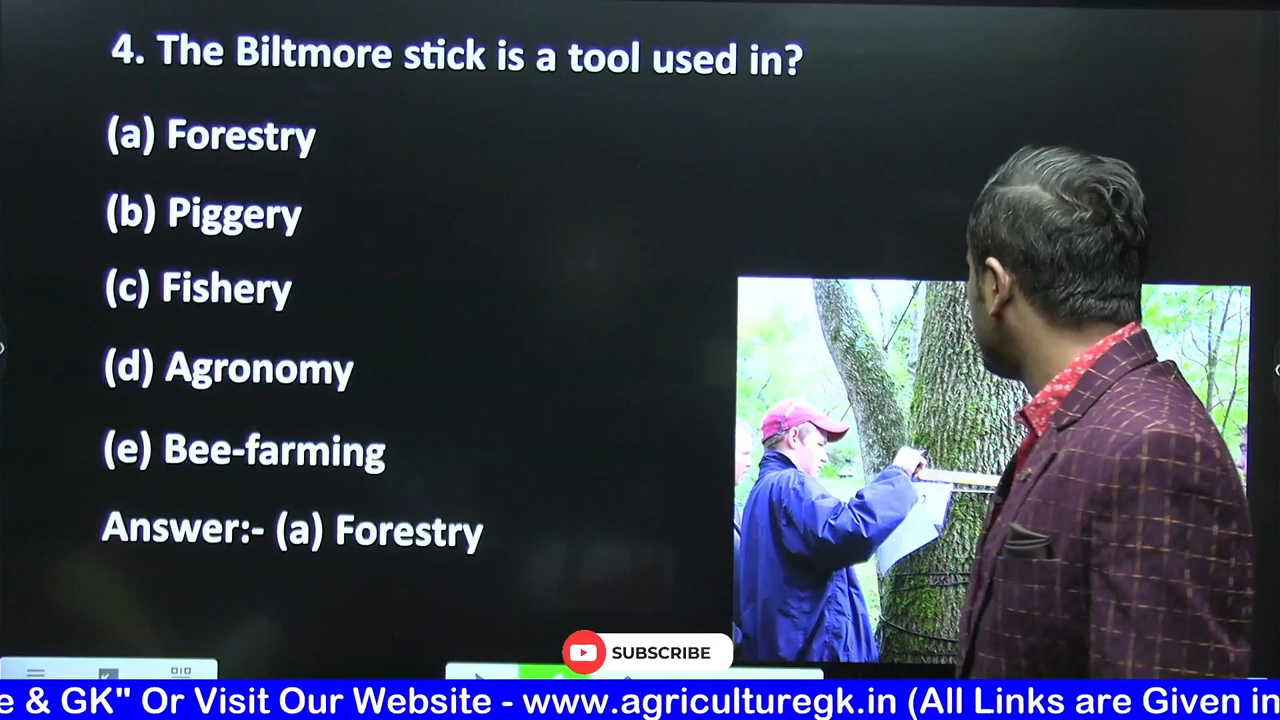 4. The Biltmore stick is a tool used in?
(a) Forestry
(b) Piggery
(c) Fishery
(d) Agronomy
(e) Bee-farming
Answer:- (a) Forestry
SUBSCRIBE
e & GK" Or Visit Our Website - www.agriculturegk.in (All Links are Given in